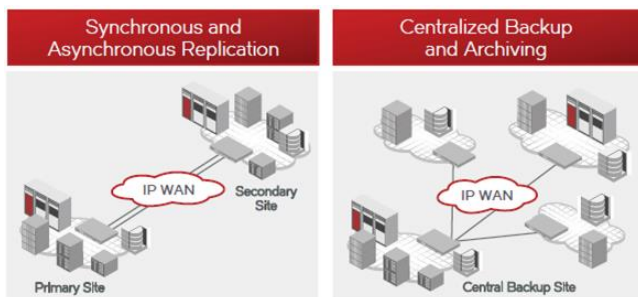 Synchronous and
Asynchronous Replication
IP WAN
Secondary
Site
Primary Site
Centralized Backup
and Archiving
IP WAN
Central Backup Site